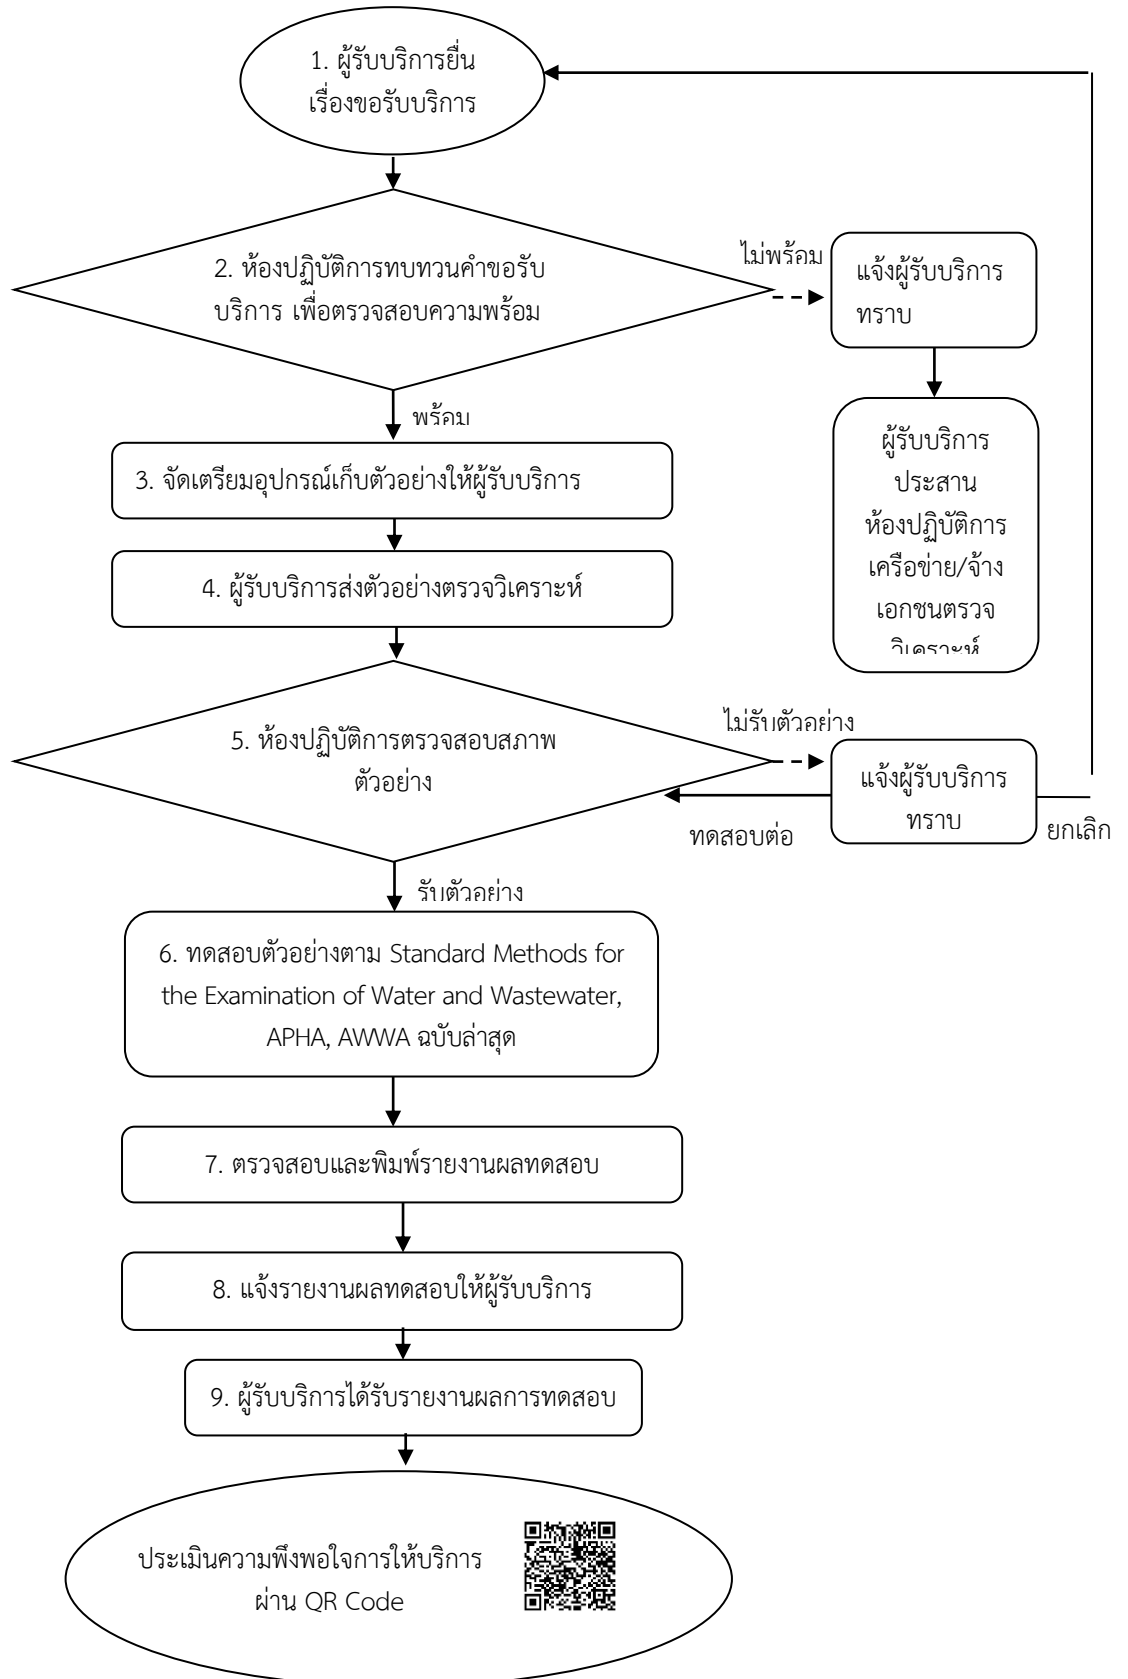 1. ผู้รับบริการยื่น
เรื่องขอรับบริการ
2. ห้องปฏิบัติการทบทวนคำขอรับ
บริการ เพื่อตรวจสอบความพร้อม
ไม่พร้อม
แจ้งผู้รับบริการ
ทราบ
พร้อม
ผู้รับบริการ
ประสาน
ห้องปฏิบัติการ
เครือข่าย/จ้าง
เอกชนตรวจ
วิเคราะห์
3. จัดเตรียมอุปกรณ์เก็บตัวอย่างให้ผู้รับบริการ
4. ผู้รับบริการส่งตัวอย่างตรวจวิเคราะห์
5. ห้องปฏิบัติการตรวจสอบสภาพ
ตัวอย่าง
ไม่รับตัวอย่าง
แจ้งผู้รับบริการ
ทราบ
ทดสอบต่อ
ยกเลิก
รับตัวอย่าง
6. ทดสอบตัวอย่างตาม Standard Methods for
the Examination of Water and Wastewater,
APHA, AWWA ฉบับล่าสุด
7. ตรวจสอบและพิมพ์รายงานผลทดสอบ
8. แจ้งรายงานผลทดสอบให้ผู้รับบริการ
9. ผู้รับบริการได้รับรายงานผลการทดสอบ
ประเมินความพึงพอใจการให้บริการ
ผ่าน QR Code